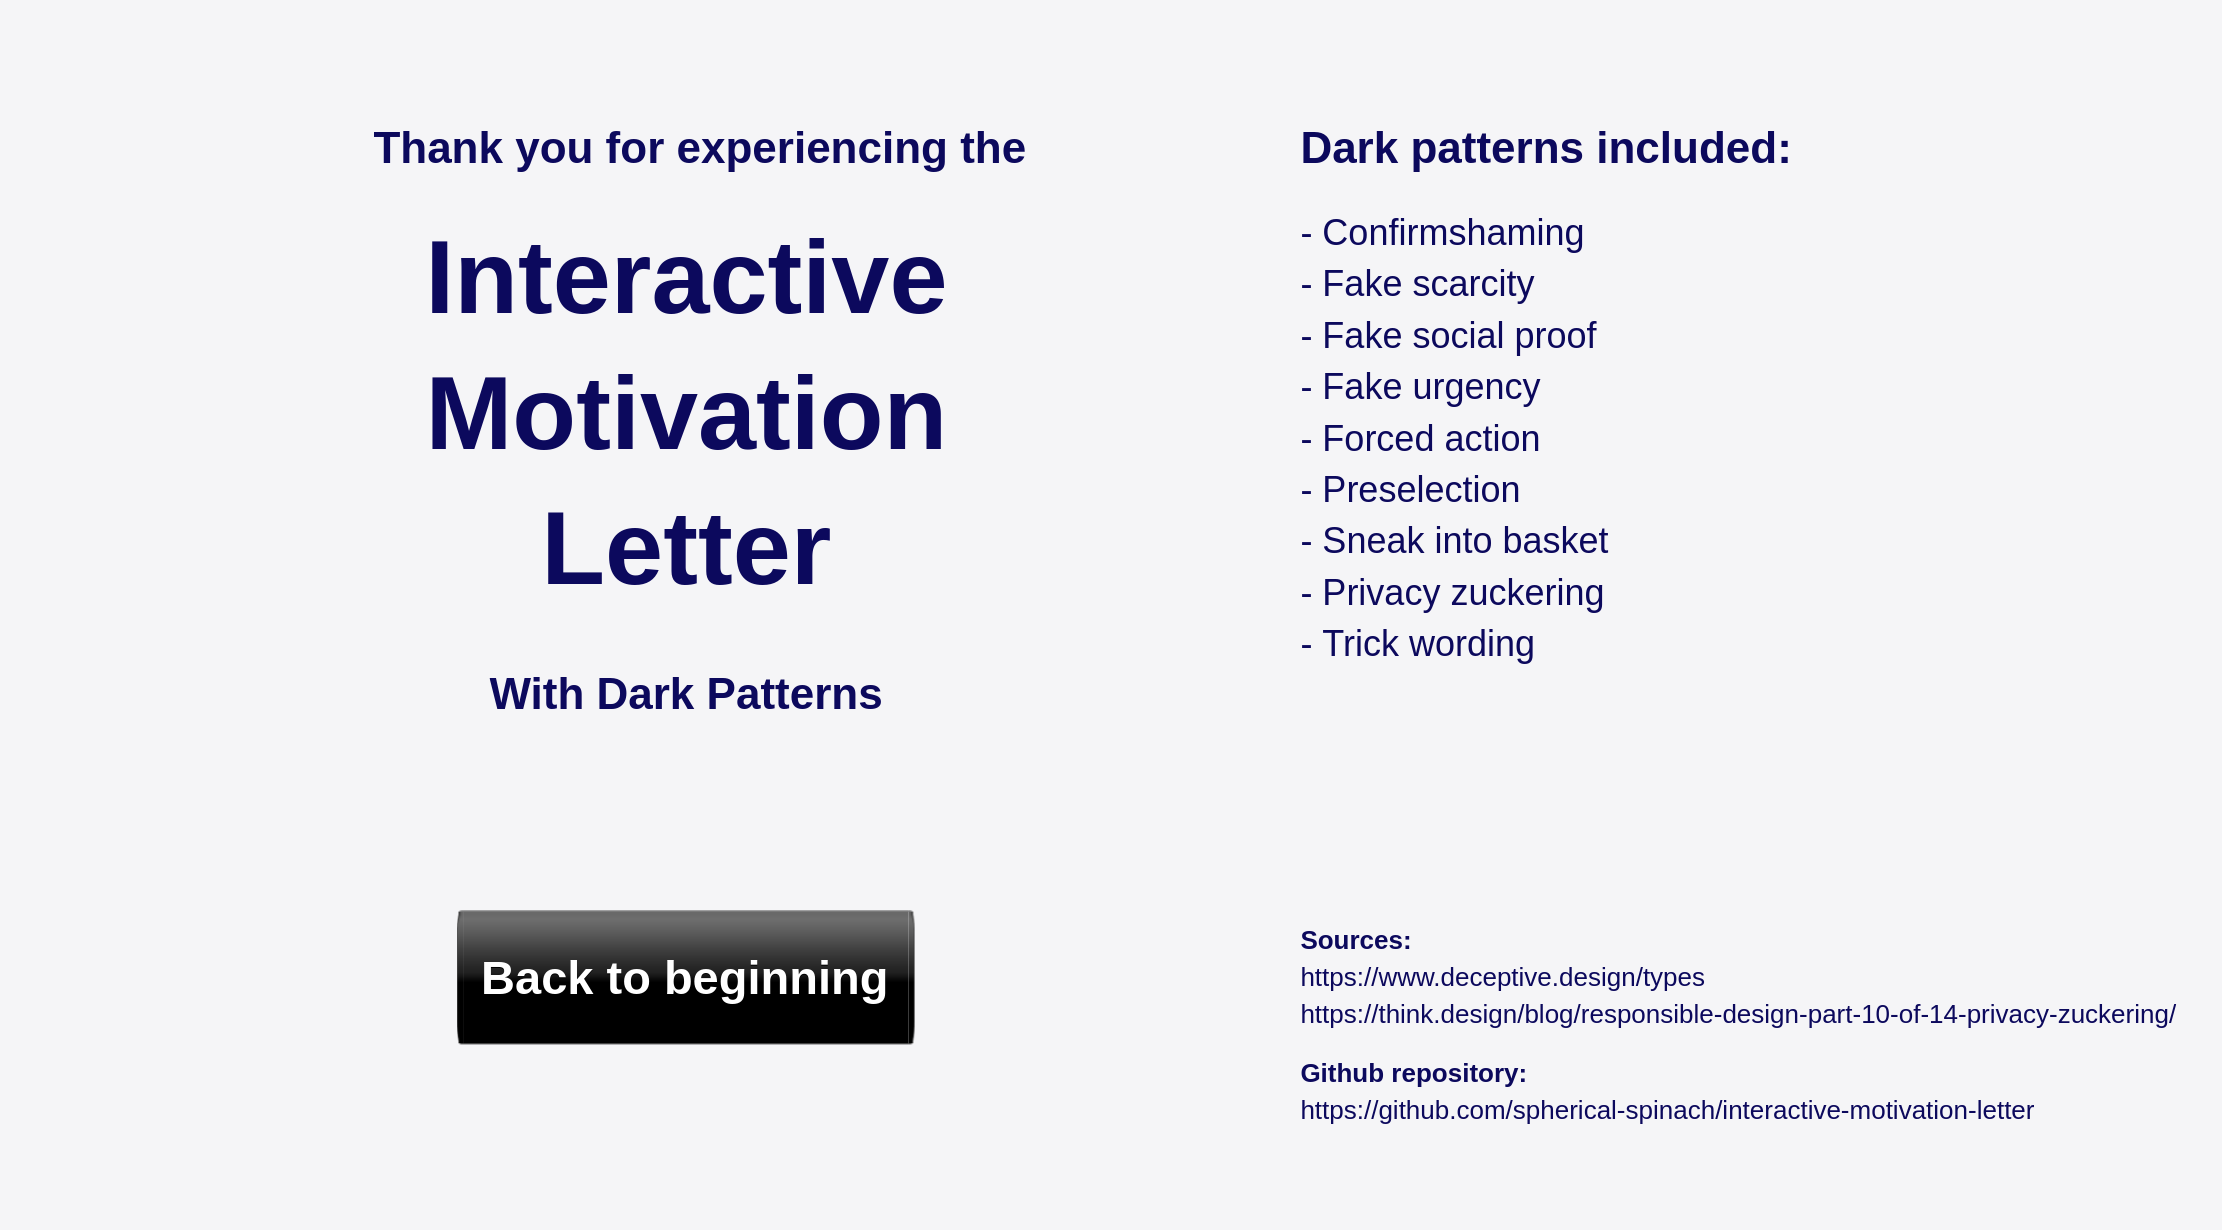 Thank you for experiencing the
Interactive
Motivation
Letter
With Dark Patterns
Back to beginning
Dark patterns included:
- Confirmshaming
- Fake scarcity
- Fake social proof
- Fake urgency
- Forced action
- Preselection
- Sneak into basket
- Privacy zuckering
- Trick wording
Sources:
https://www.deceptive.design/types
https://think.design/blog/responsible-design-part-10-of-14-privacy-zuckering/
Github repository:
https://github.com/spherical-spinach/interactive-motivation-letter